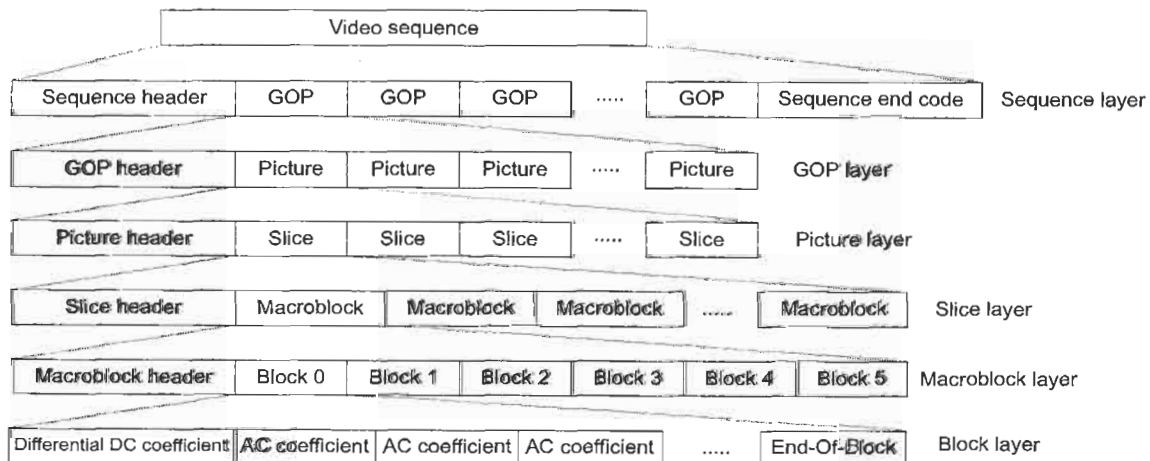 Video sequence
Sequence header GOP GOP GOP ..... GOP Sequence end code Sequence layer
GOP header Picture Picture Picture ..... Picture GOP layer
Picture header Slice Slice Slice ..... Slice Picture layer
Slice header Macroblock Macroblock Macroblock ..... Macroblock Slice layer
Macroblock header Block 0 Block 1 Block 2 Block 3 Block 4 Block 5 Macroblock layer
Differential DC coefficient AC coefficient AC coefficient AC coefficient ..... End-Of-Block Block layer